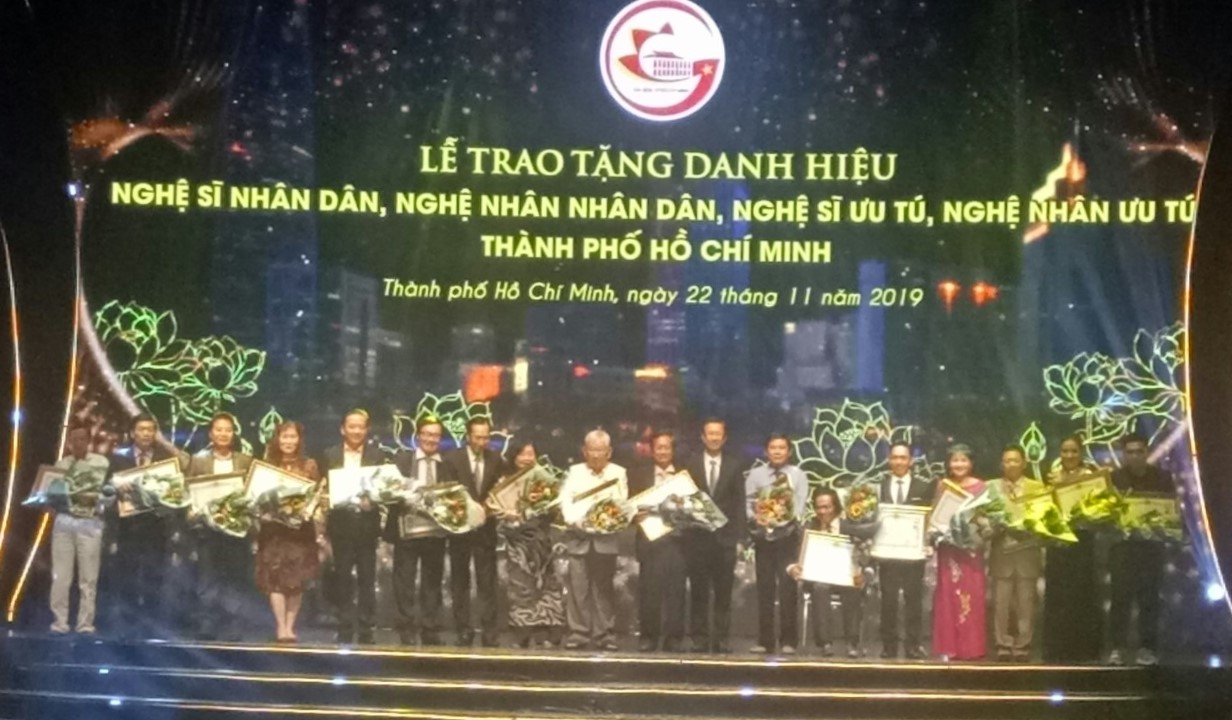 LỄ TRAO TẶNG DANH HIỆU
NGHỆ SĨ NHÂN DÂN, NGHỆ NHÂN NHÂN DÂN, NGHỆ SĨ ƯU TÚ, NGHỆ NHÂN ƯU TÚ
THÀNH PHỐ HỒ CHÍ MINH
Thành phố Hồ Chí Minh, ngày 22 tháng 11 năm 2019